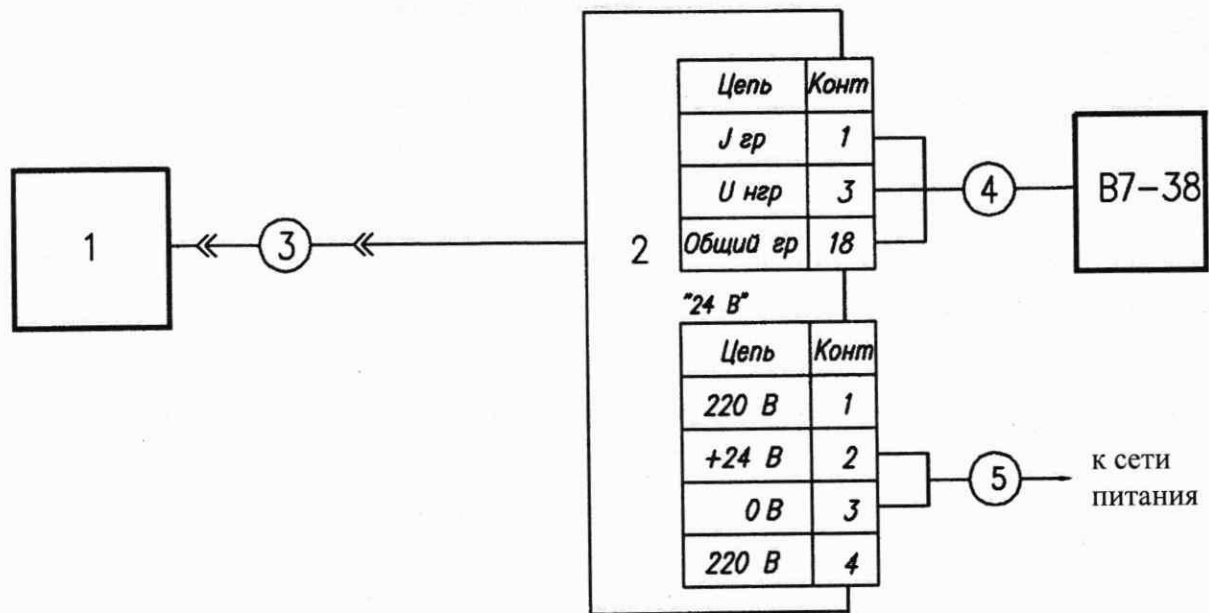 Цепь Конт
J гр 1
U нгр 3
Общий гр 18
1
3
2
4
В7-38
"24 В"
Цепь Конт
220 В 1
+24 В 2
0 В 3
220 В 4
5
к сети
питания